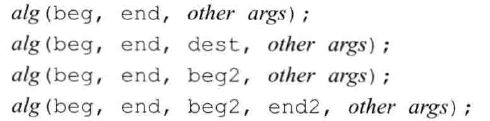 alg(beg, end, other args);
alg(beg, end, dest, other args);
alg(beg, end, beg2, other args);
alg(beg, end, beg2, end2, other args);